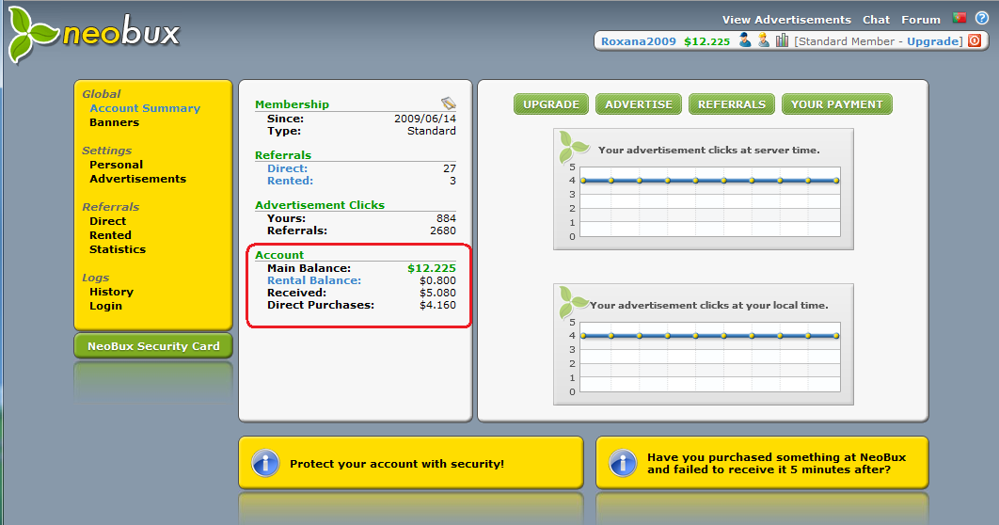 neobux
View Advertisements Chat Forum
Roxana2009 $12.225 [Standard Member - Upgrade]
Global
Account Summary
Banners
Settings
Personal
Advertisements
Referrals
Direct
Rented
Statistics
Logs
History
Login
NeoBux Security Card
Membership
Since: 2009/06/14
Type: Standard
Referrals
Direct: 27
Rented: 3
Advertisement Clicks
Yours: 884
Referrals: 2680
Account
Main Balance: $12.225
Rental Balance: $0.800
Received: $5.080
Direct Purchases: $4.160
UPGRADE ADVERTISE REFERRALS YOUR PAYMENT
Your advertisement clicks at server time.
5
4
3
2
1
0
Your advertisement clicks at your local time.
5
4
3
2
1
0
Protect your account with security!
Have you purchased something at NeoBux
and failed to receive it 5 minutes after?